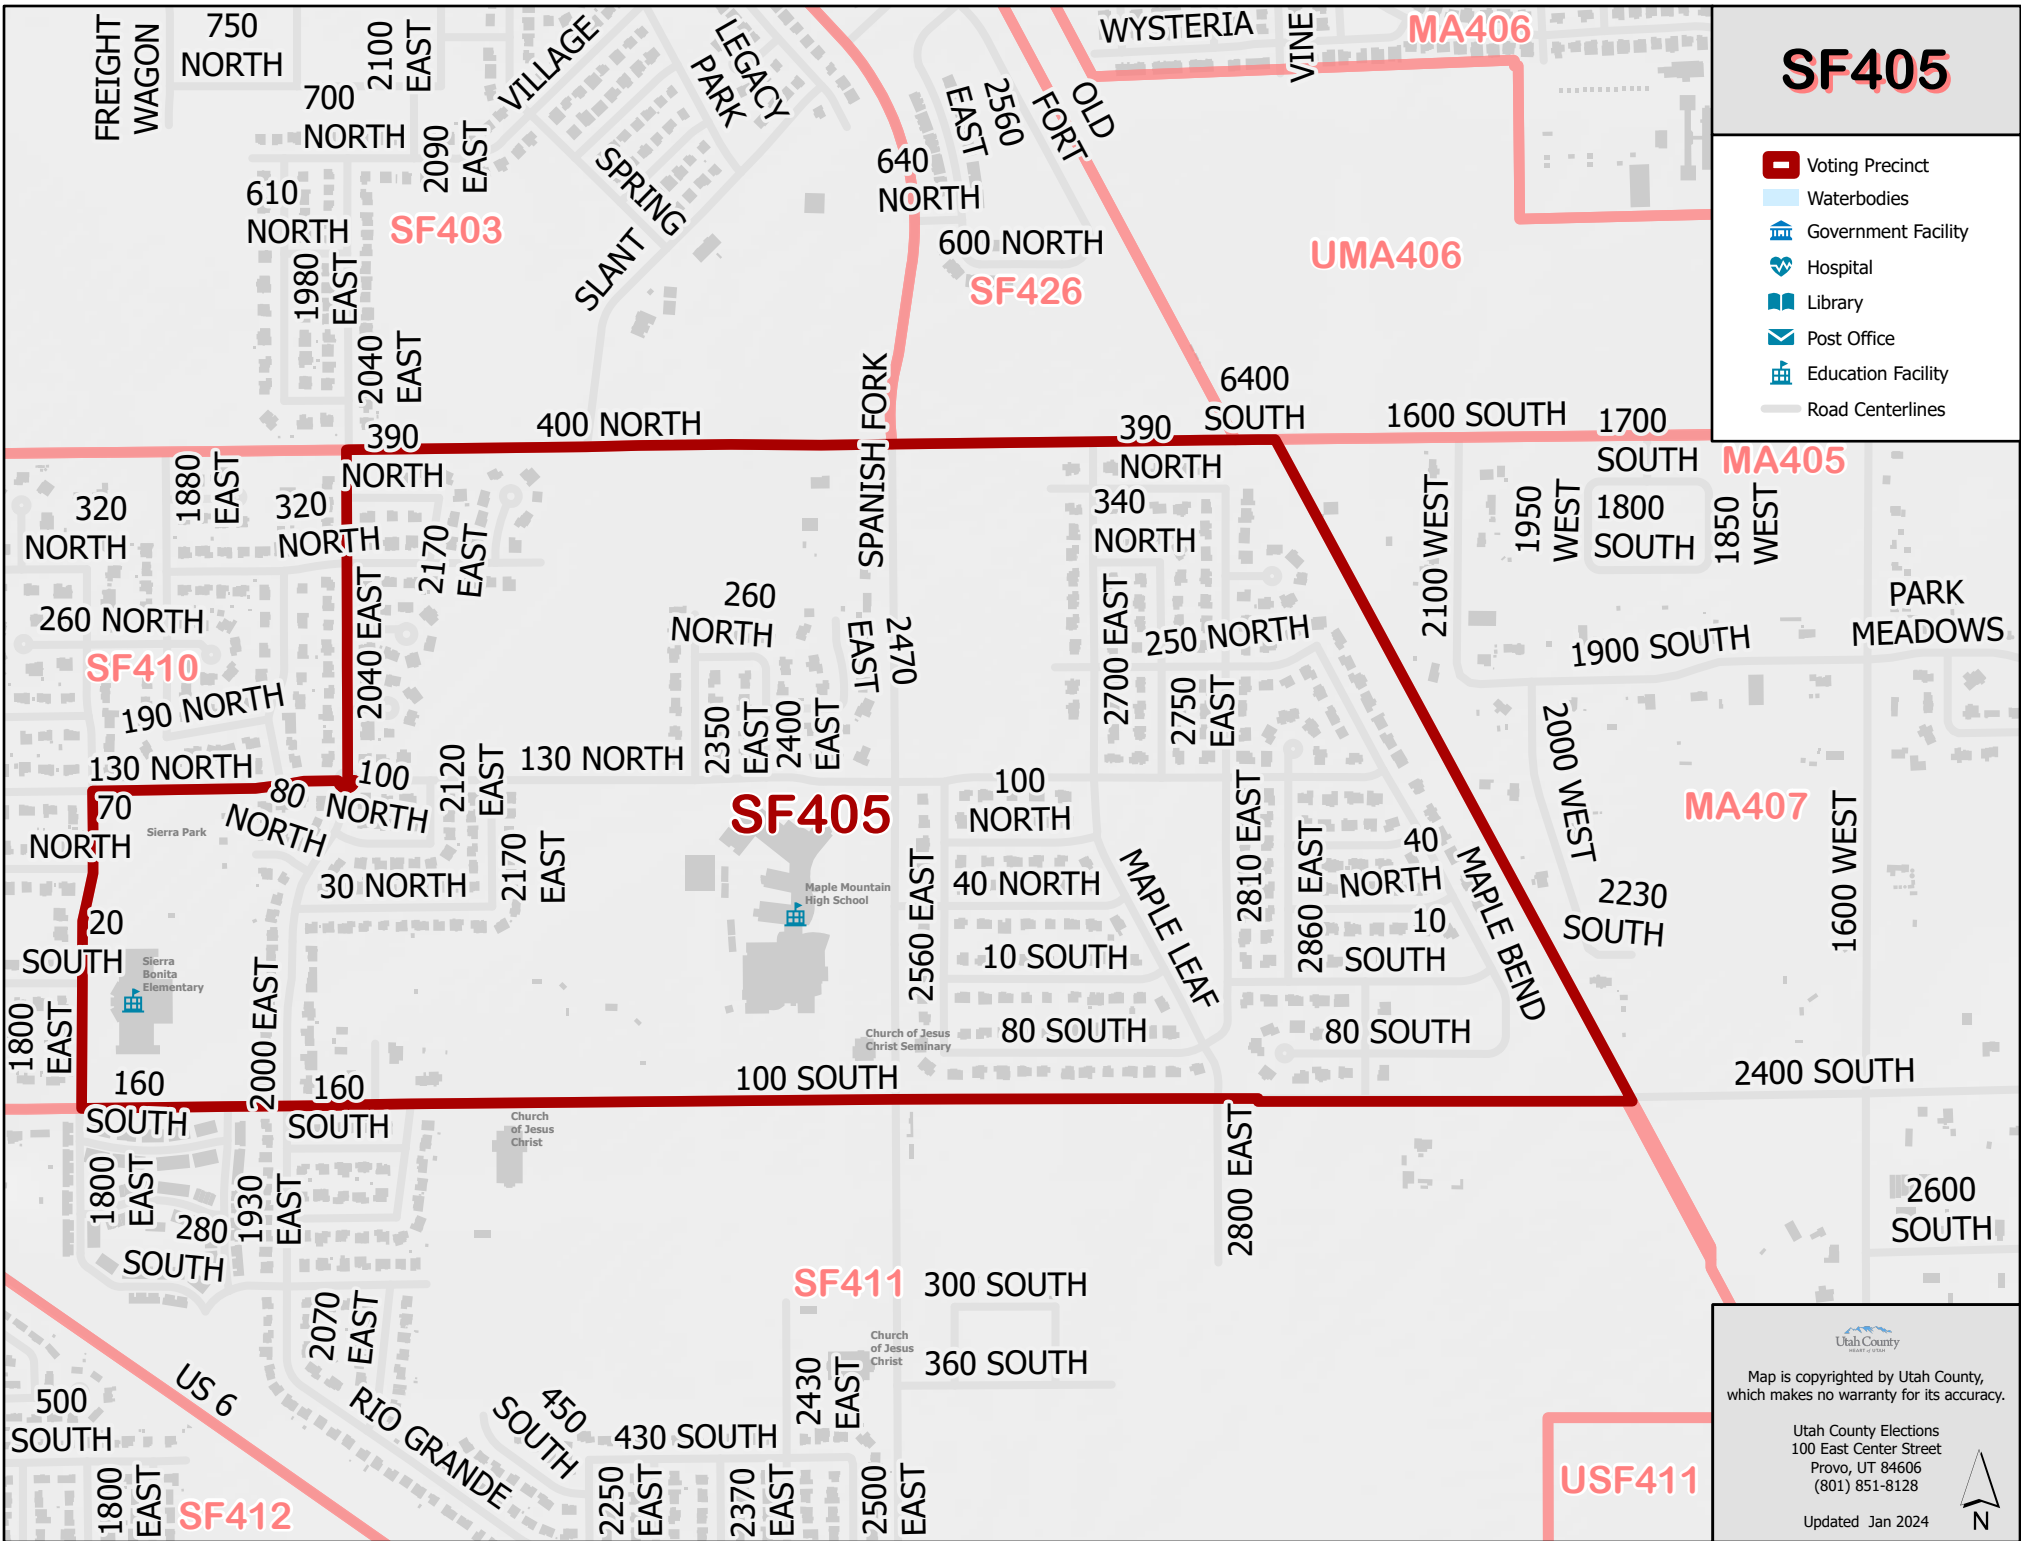 SF405
Voting Precinct
Waterbodies
Government Facility
Hospital
Library
Post Office
Education Facility
Road Centerlines
FREIGHT
WAGON
750
NORTH
2100
EAST
VILLAGE
LEGACY
PARK
WYSTERIA
VINE
MA406
700
NORTH
2090
EAST
SPRING
2560
EAST
OLD
FORT
640
NORTH
610
NORTH
SF403
SLANT
600 NORTH
SF426
UMA406
1980
EAST
2040
EAST
SPANISH FORK
6400
SOUTH
400 NORTH
390
NORTH
390
NORTH
1600 SOUTH
1700
SOUTH
MA405
1880
EAST
320
NORTH
320
NORTH
2170
EAST
340
NORTH
2100 WEST
1950
WEST
1800
SOUTH
1850
WEST
260 NORTH
SF410
2040 EAST
260
NORTH
EAST
2470
2700 EAST
250 NORTH
1900 SOUTH
PARK
MEADOWS
190 NORTH
2350
EAST
2400
EAST
2750
EAST
2000 WEST
130 NORTH
80
NORTH
100
NORTH
2120
EAST
130 NORTH
SF405
100
NORTH
2810 EAST
MA407
70
NORTH
Sierra Park
30 NORTH
2170
EAST
Maple Mountain
High School
2560 EAST
40 NORTH
MAPLE LEAF
2860 EAST
40
NORTH
MAPLE BEND
2230
SOUTH
1600 WEST
20
SOUTH
Sierra
Bonita
Elementary
2000 EAST
10 SOUTH
10
SOUTH
1800
EAST
Church of Jesus
Christ Seminary
80 SOUTH
80 SOUTH
160
SOUTH
160
SOUTH
100 SOUTH
2400 SOUTH
Church
of Jesus
Christ
2800 EAST
1800
EAST
1930
EAST
280
SOUTH
2600
SOUTH
SF411
300 SOUTH
2070
EAST
Church
of Jesus
Christ
360 SOUTH
US 6
RIO GRANDE
450
SOUTH
430 SOUTH
2430
EAST
500
SOUTH
1800
EAST
SF412
2250
EAST
2370
EAST
2500
EAST
USF411
Utah County
HEART of UTAH
Map is copyrighted by Utah County,
which makes no warranty for its accuracy.
Utah County Elections
100 East Center Street
Provo, UT 84606
(801) 851-8128
Updated Jan 2024
N